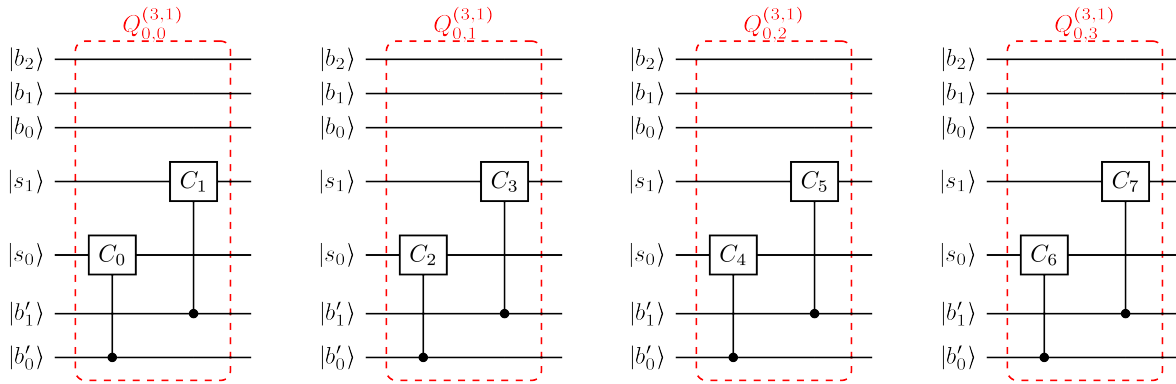 Q_{0,0}^{(3,1)} Q_{0,1}^{(3,1)} Q_{0,2}^{(3,1)} Q_{0,3}^{(3,1)}
|b_2⟩ |b_2⟩ |b_2⟩ |b_2⟩
|b_1⟩ |b_1⟩ |b_1⟩ |b_1⟩
|b_0⟩ |b_0⟩ |b_0⟩ |b_0⟩
|s_1⟩ C_1 |s_1⟩ C_3 |s_1⟩ C_5 |s_1⟩ C_7
|s_0⟩ C_0 |s_0⟩ C_2 |s_0⟩ C_4 |s_0⟩ C_6
|b'_1⟩ |b'_1⟩ |b'_1⟩ |b'_1⟩
|b'_0⟩ |b'_0⟩ |b'_0⟩ |b'_0⟩